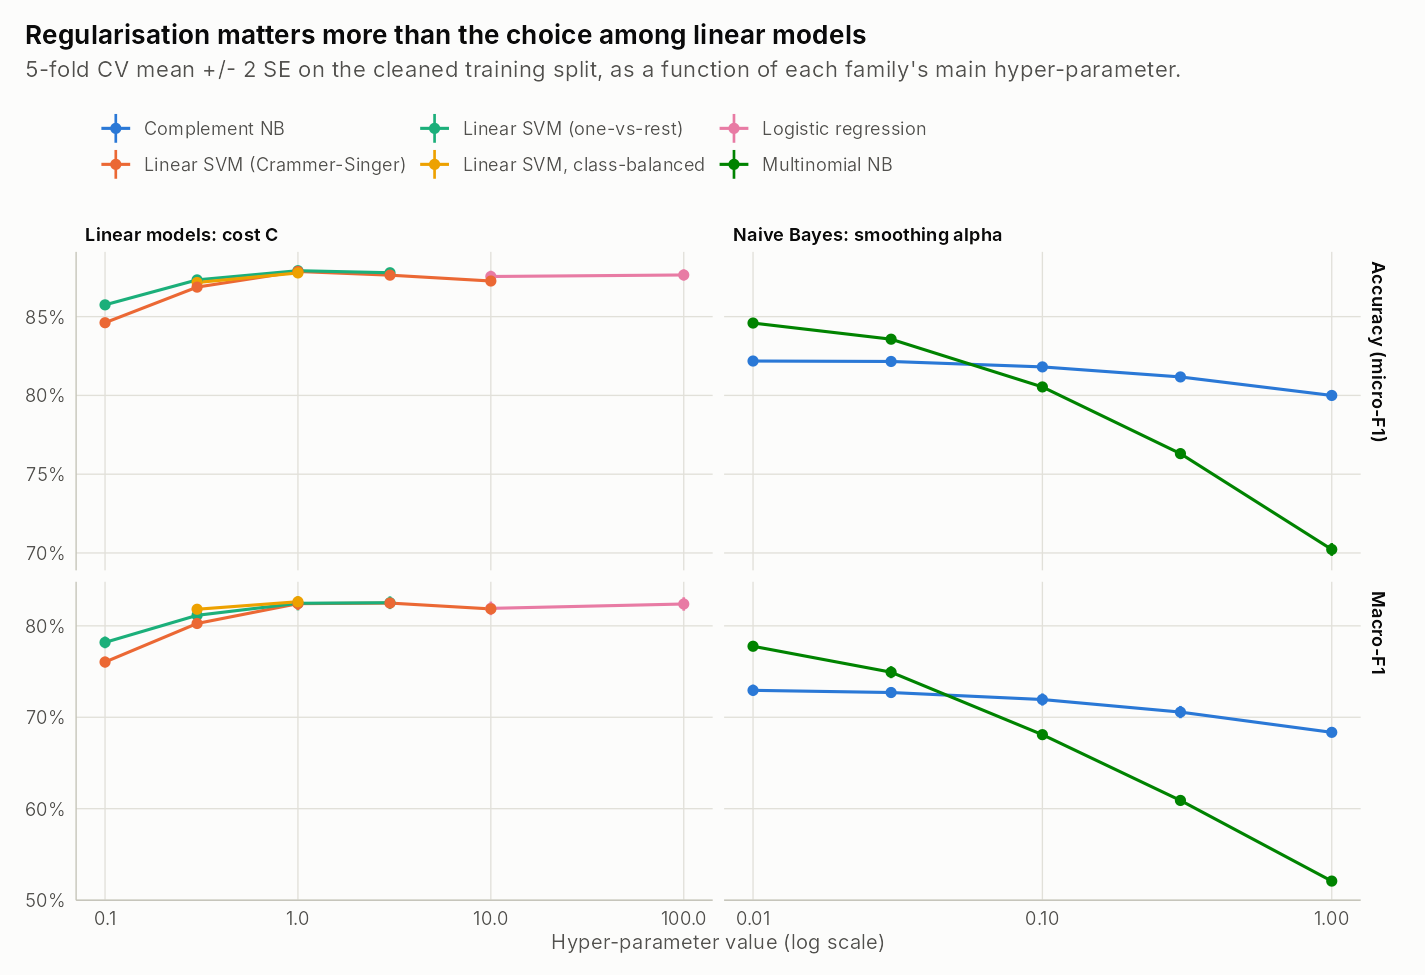 Regularisation matters more than the choice among linear models
5-fold CV mean +/- 2 SE on the cleaned training split, as a function of each family's main hyper-parameter.
Complement NB
Linear SVM (one-vs-rest)
Logistic regression
Linear SVM (Crammer-Singer)
Linear SVM, class-balanced
Multinomial NB
Linear models: cost C
Naive Bayes: smoothing alpha
85%
80%
75%
70%
Accuracy (micro-F1)
80%
70%
60%
50%
Macro-F1
0.1
1.0
10.0
100.0
0.01
0.10
1.00
Hyper-parameter value (log scale)